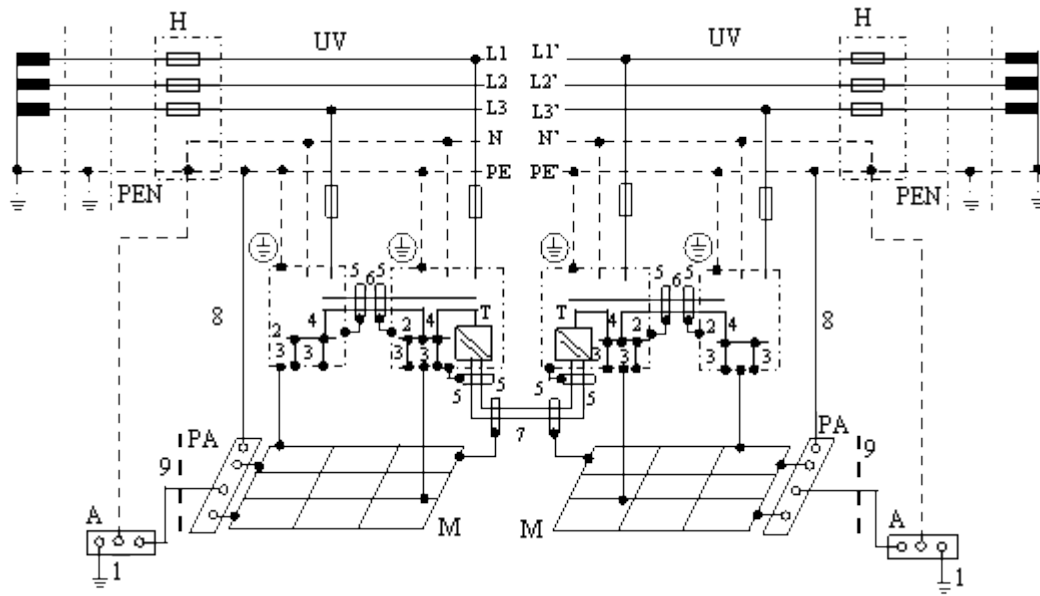 H H
UV UV
L1 L1'
L2 L2'
L3 L3'
N N'
PE PE'
PEN PEN
5 6 5 5 6 5
8 2 4 2 4 T T 4 2 2 4 8
3 3 3 3 3 3 3 3
5 5 5 5
7
PA PA
9 9
A M M A
1 1